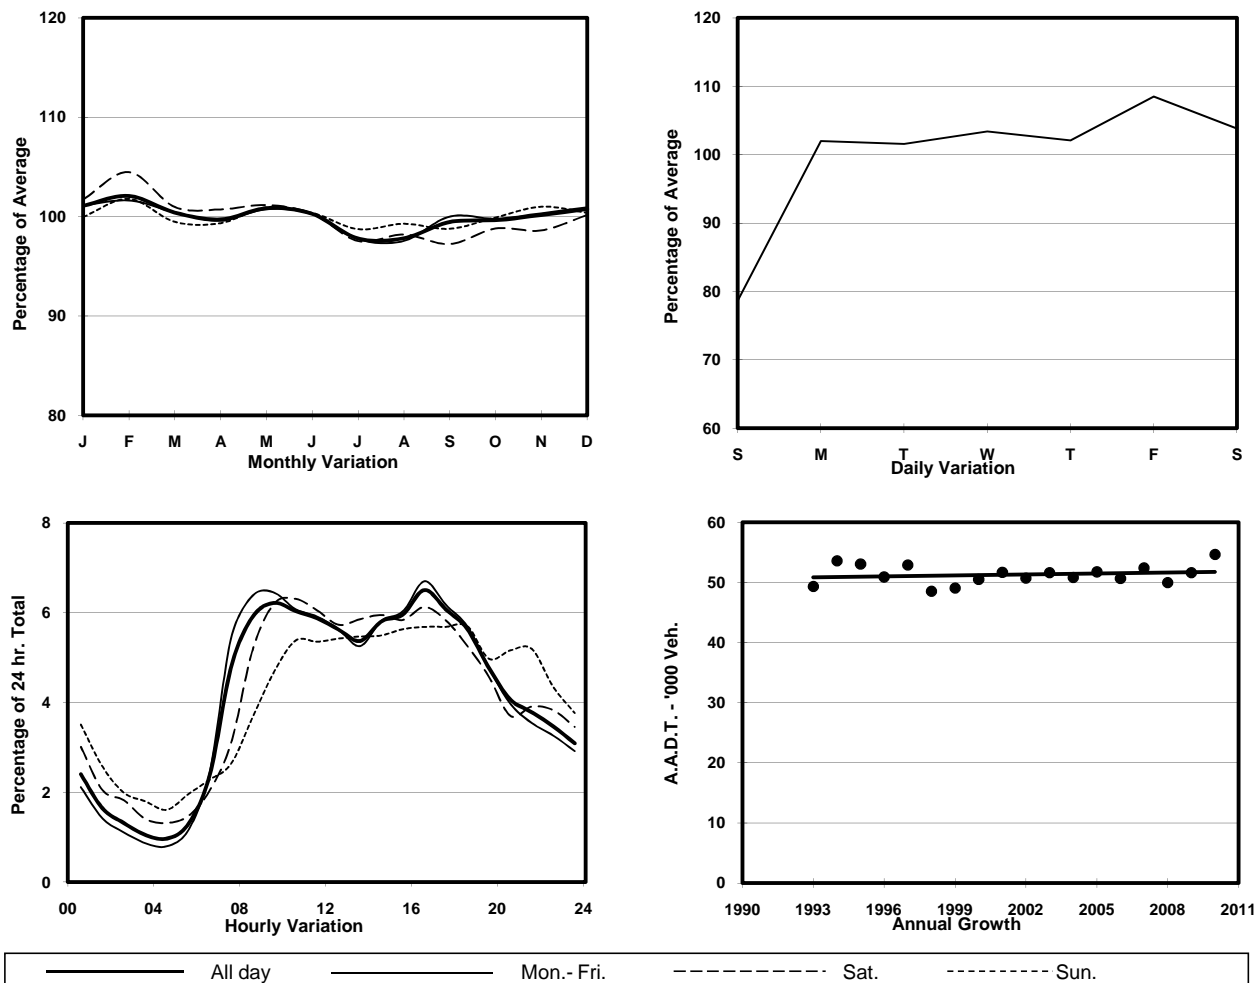 120
110
100
90
80
Percentage of Average
J F M A M J J A S O N D
Monthly Variation
120
110
100
90
80
70
60
Percentage of Average
S M T W T F S
Daily Variation
8
6
4
2
0
Percentage of 24 hr. Total
00 04 08 12 16 20 24
Hourly Variation
60
50
40
30
20
10
0
A.A.D.T. - '000 Veh.
1990 1993 1996 1999 2002 2005 2008 2011
Annual Growth
All day Mon.- Fri. Sat. Sun.